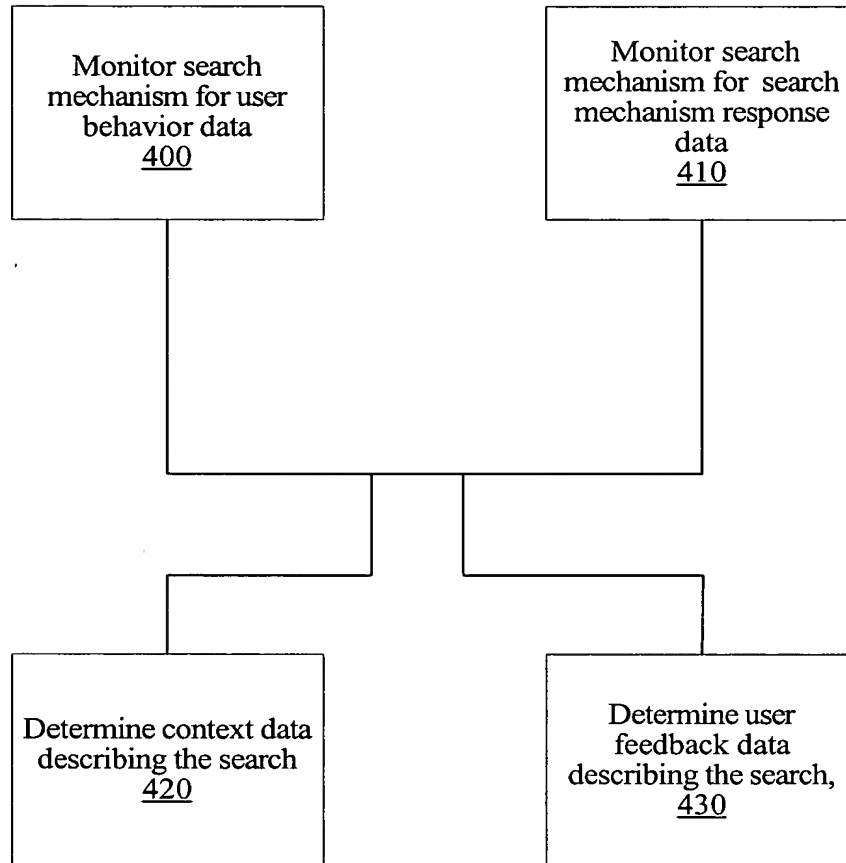 Monitor search
mechanism for user
behavior data
400
Monitor search
mechanism for search
mechanism response
data
410
Determine context data
describing the search
420
Determine user
feedback data
describing the search,
430